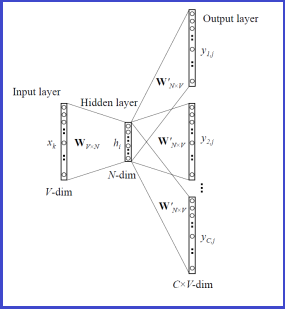 Output layer
y1,j
W'N×V
Input layer
Hidden layer
xk
WV×N
hi
W'N×V
y2,j
N-dim
V-dim
W'N×V
yC,j
C×V-dim